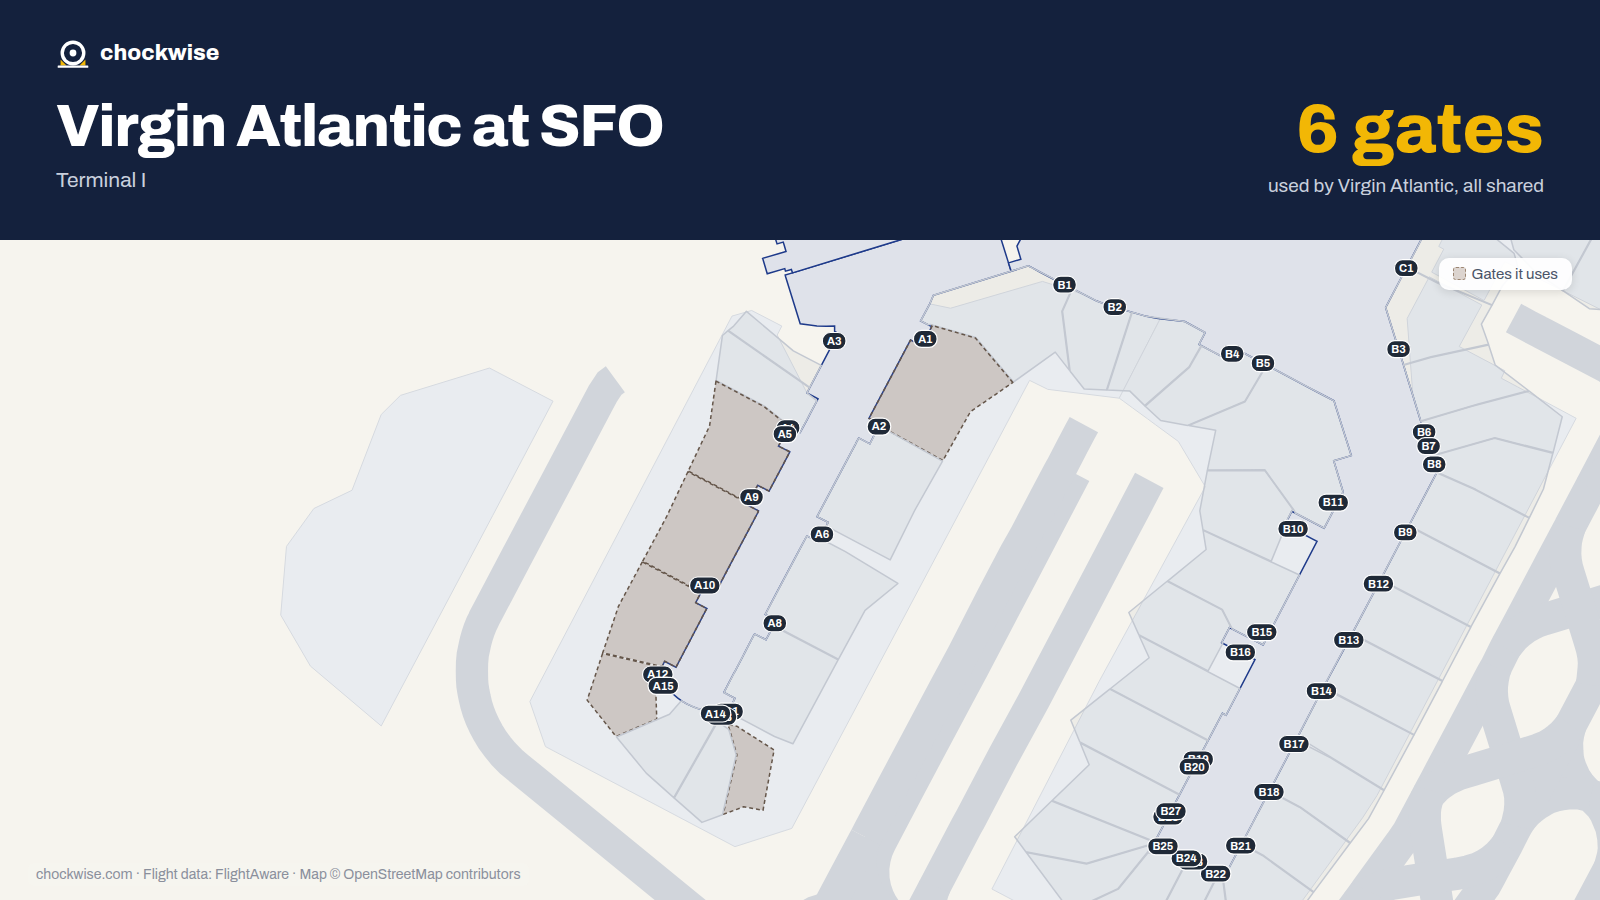 chockwise
Virgin Atlantic at SFO
Terminal I
6 gates
used by Virgin Atlantic, all shared
Gates it uses
C1
B1
B2
A3
A1
B3
B4
B5
A2
A5
B6
B7
B8
A9
B11
B10
B9
A6
A10
B12
A8
B15
B13
B16
A12
A15
B14
A14
B17
B20
B18
B27
B25
B21
B24
B22
chockwise.com · Flight data: FlightAware · Map © OpenStreetMap contributors